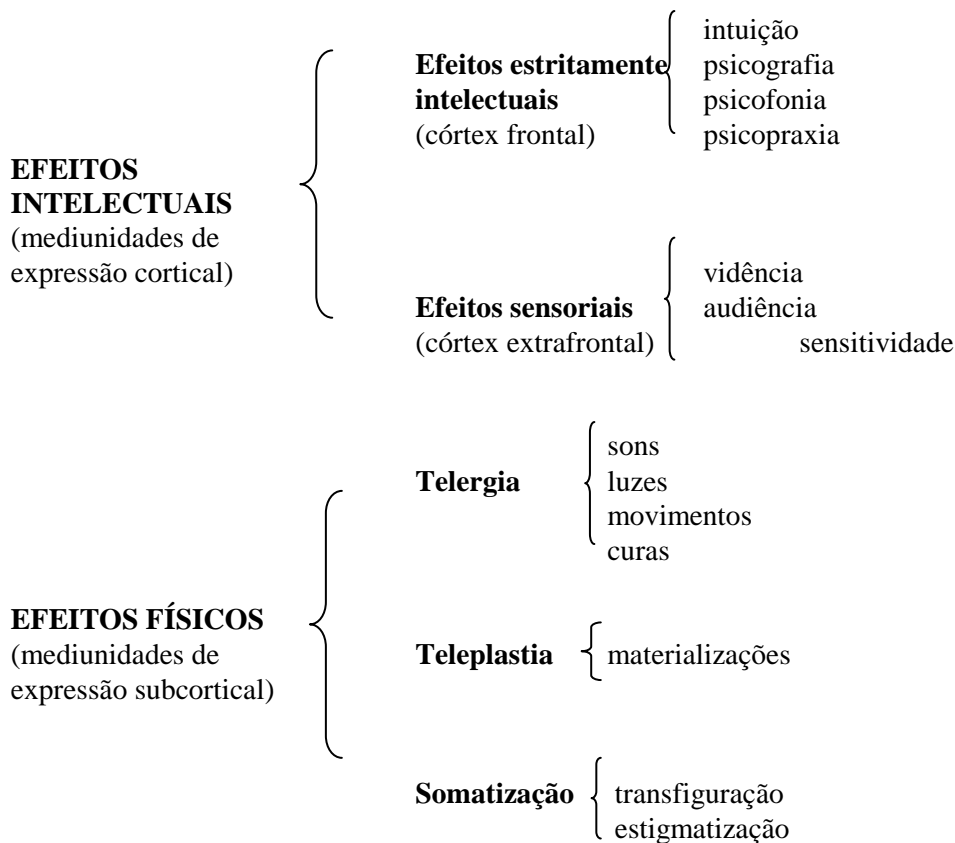 EFEITOS
INTELECTUAIS
(mediunidades de
expressão cortical)
Efeitos estritamente
intelectuais
(córtex frontal)
intuição
psicografia
psicofonia
psicopraxia
Efeitos sensoriais
(córtex extrafrontal)
vidência
audiência
sensitividade
EFEITOS FÍSICOS
(mediunidades de
expressão subcortical)
Telergia
sons
luzes
movimentos
curas
Teleplastia
materializações
Somatização
transfiguração
estigmatização